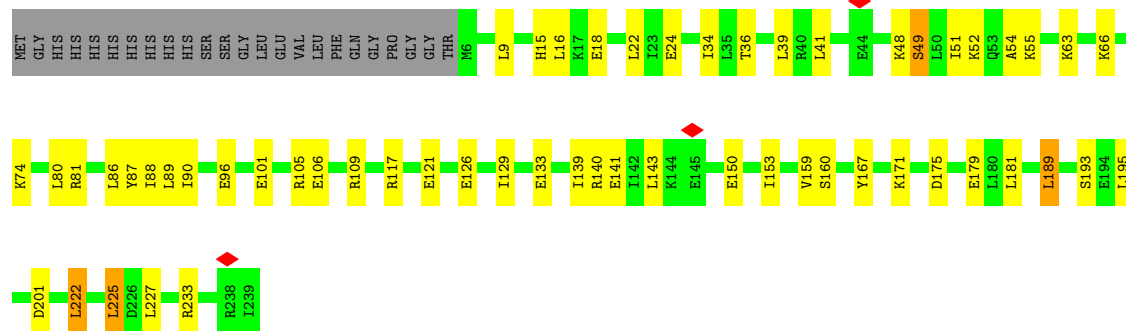 MET GLY HIS HIS HIS HIS HIS HIS HIS HIS HIS HIS SER SER GLY LEU GLU VAL LEU PHE GLN GLY PRO GLY GLY THR M6 L9 H15 L16 K17 E18 L22 I23 E24 I34 L35 T36 L39 R40 L41 E44 K48 S49 L50 I51 K52 Q53 A54 K55 K63 K66
K74 L80 R81 L86 Y87 I88 L89 I90 E96 E101 R105 E106 R109 R117 E121 E126 I129 E133 I139 R140 E141 I142 L143 K144 E145 E150 I153 V159 S160 Y167 K171 D175 E179 L180 L181 L189 S193 E194 L195
D201 L222 L225 D226 L227 R233 R238 I239